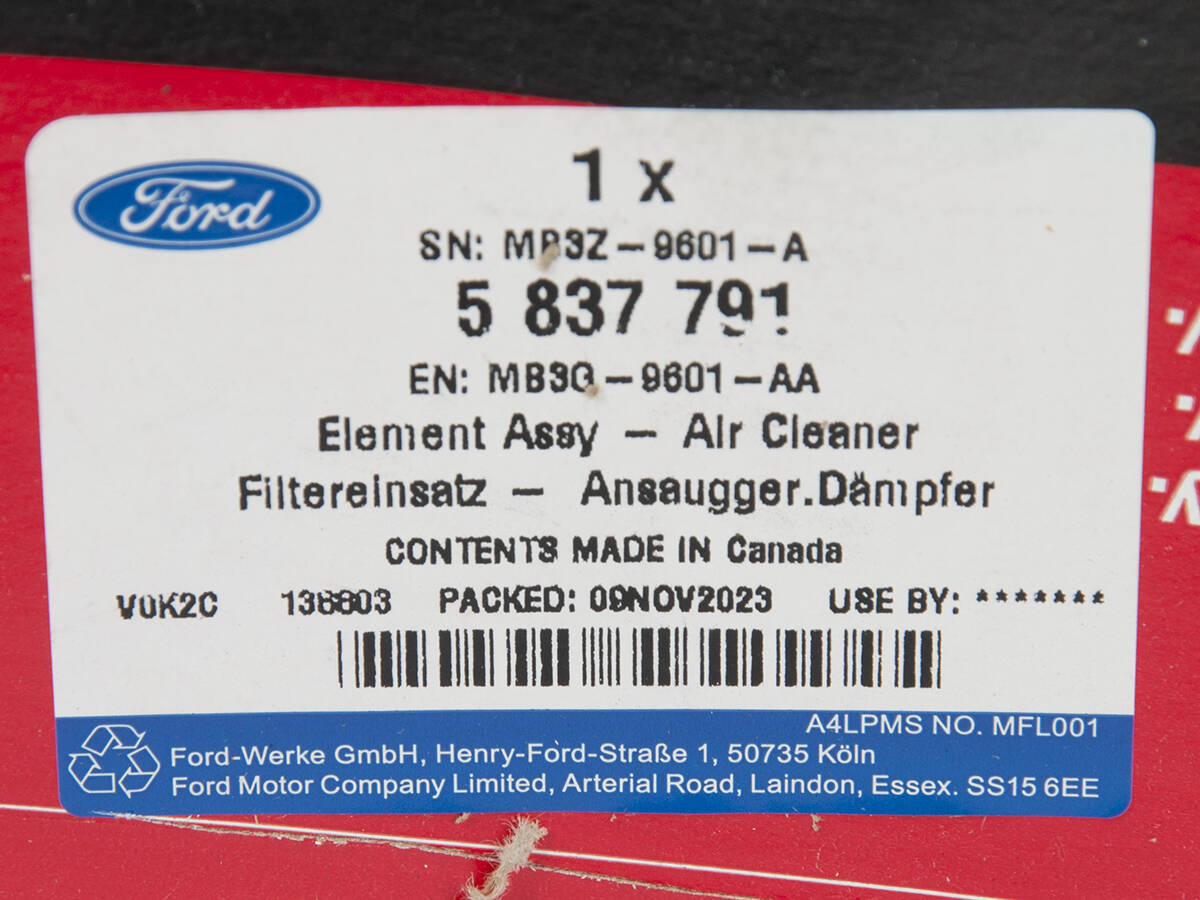 Ford
1 x
SN: MB3Z – 9601 – A
5 837 791
EN: MB3G – 9601 – AA
Element Assy – Air Cleaner
Filtereinsatz – Ansaugger.Dämpfer
CONTENTS MADE IN Canada
V0K2C 136803 PACKED: 09NOV2023 USE BY: *******
A4LPMS NO. MFL001
Ford-Werke GmbH, Henry-Ford-Straße 1, 50735 Köln
Ford Motor Company Limited, Arterial Road, Laindon, Essex. SS15 6EE